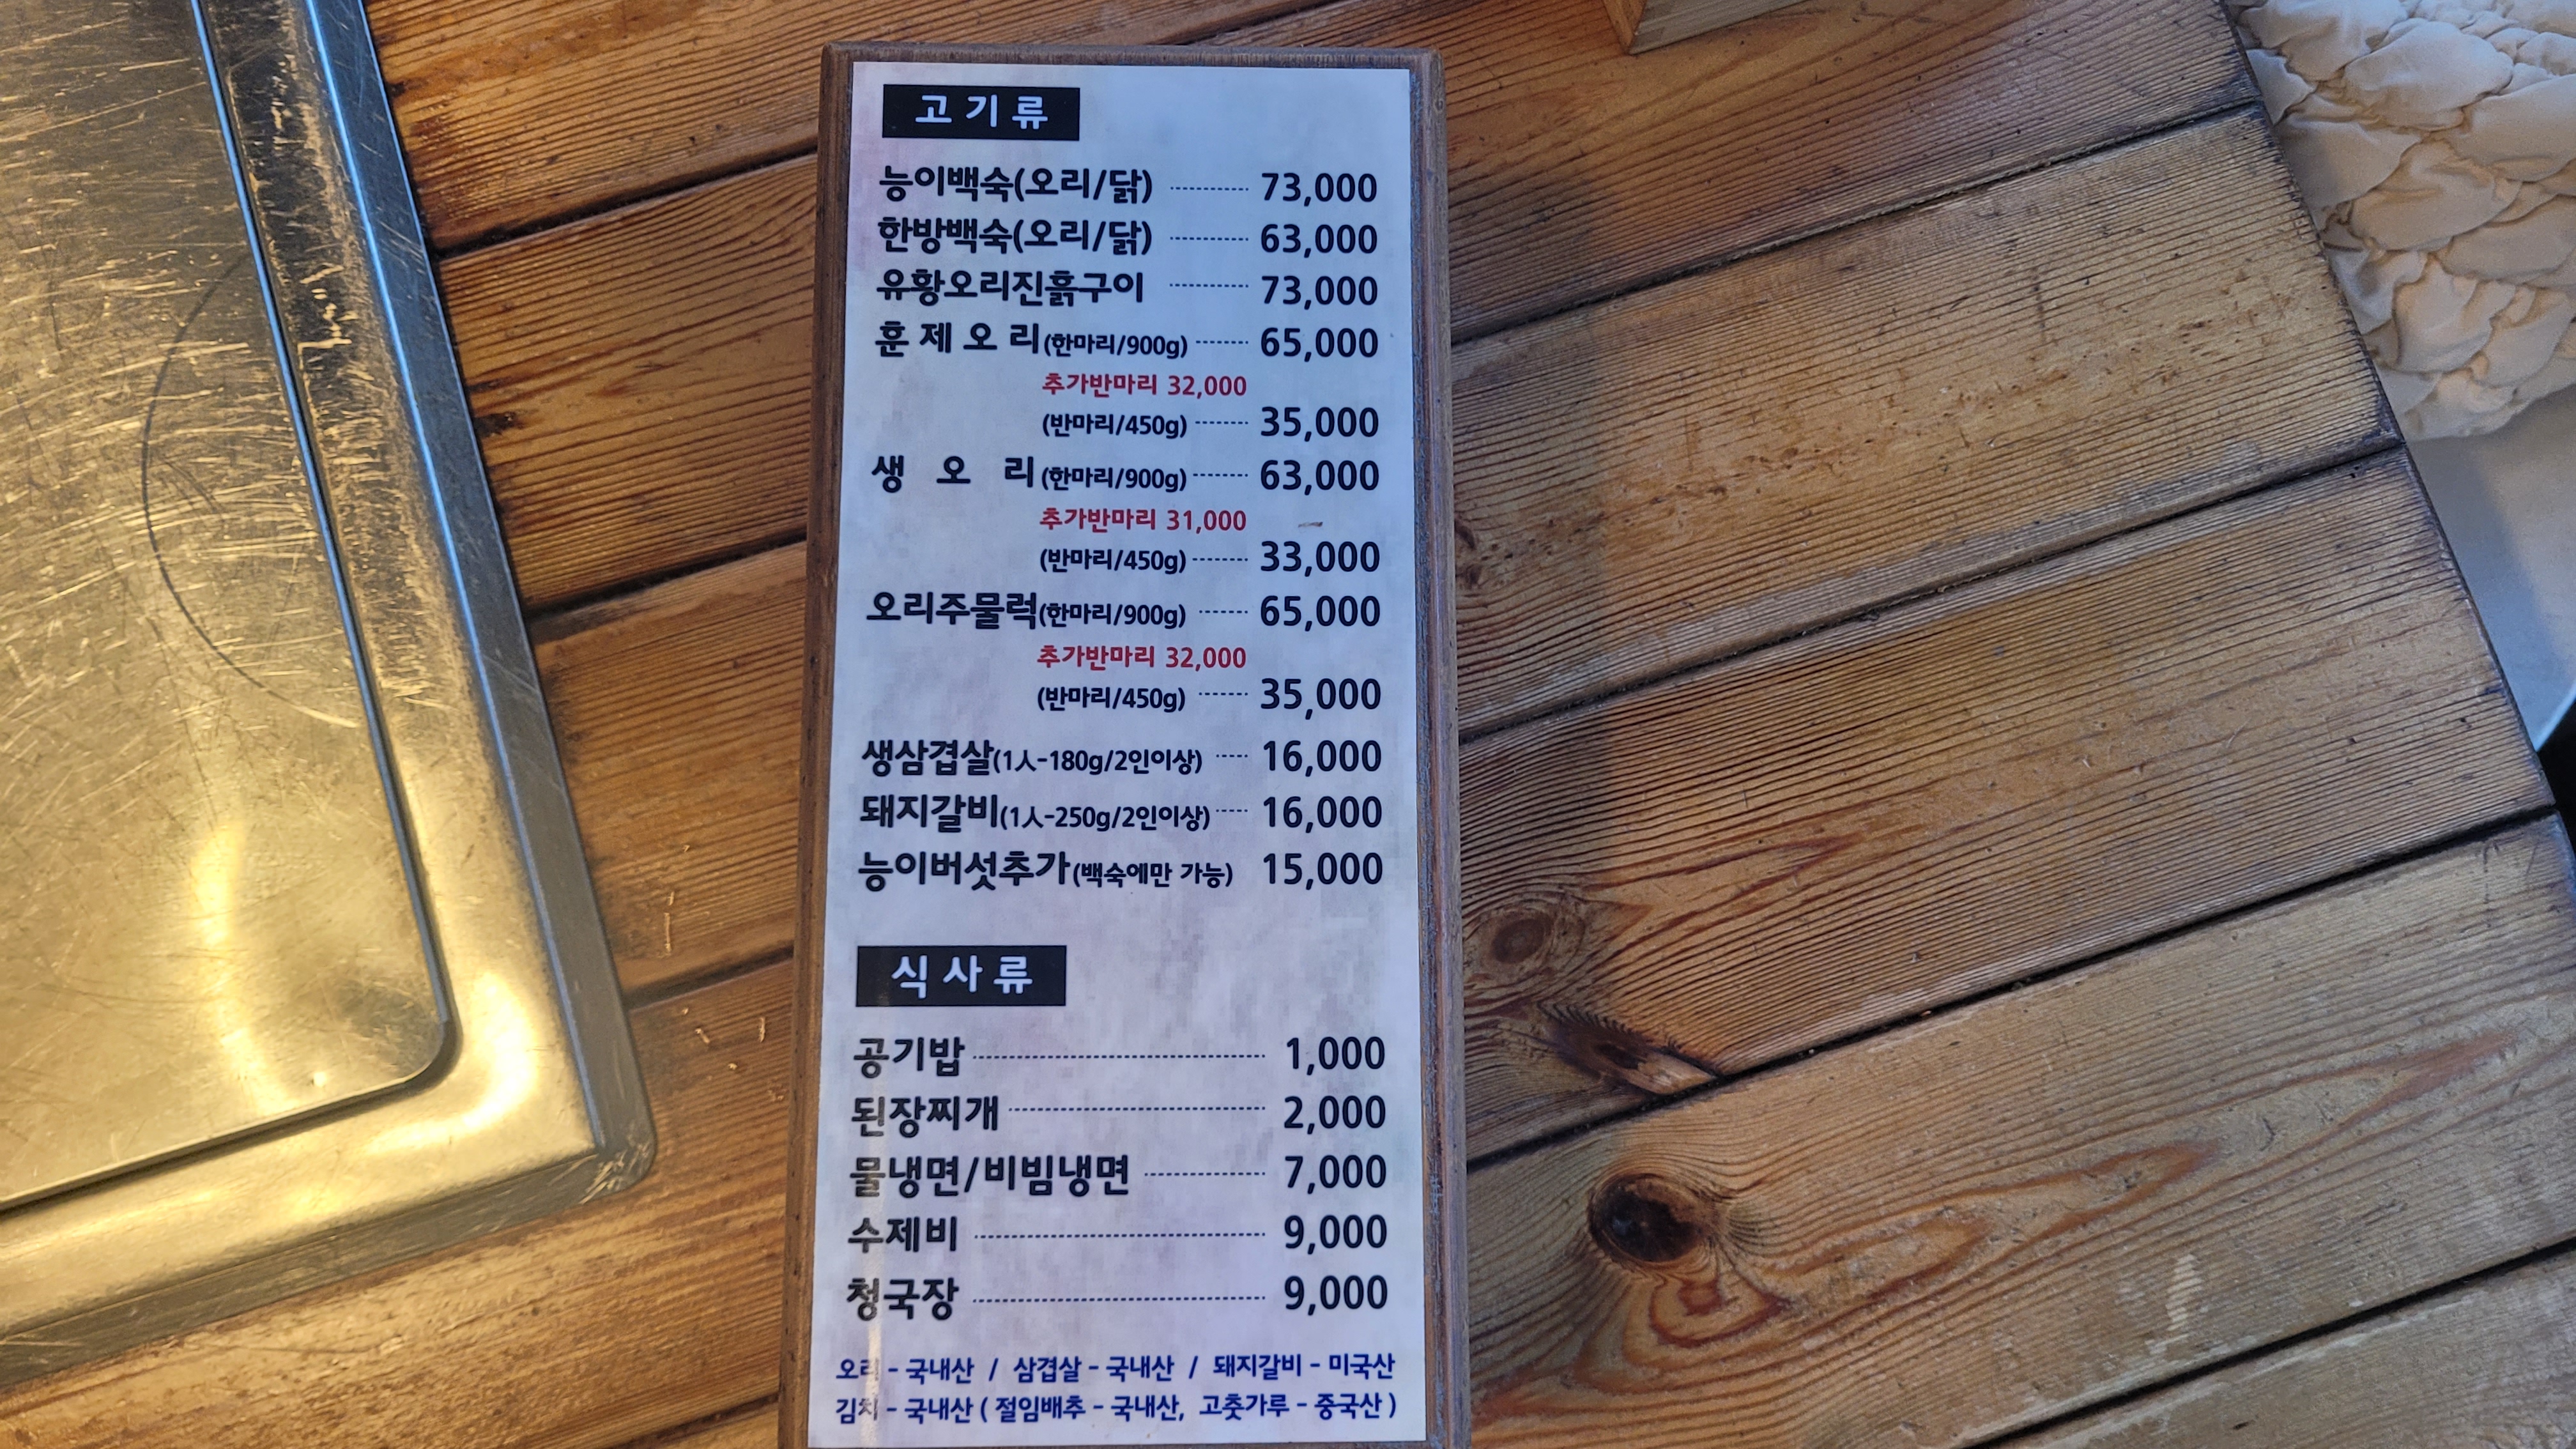 고기류
능이백숙(오리/닭) 73,000
한방백숙(오리/닭) 63,000
유황오리진흙구이 73,000
훈제오리(한마리/900g) 65,000
추가반마리 32,000
(반마리/450g) 35,000
생오리(한마리/900g) 63,000
추가반마리 31,000
(반마리/450g) 33,000
오리주물럭(한마리/900g) 65,000
추가반마리 32,000
(반마리/450g) 35,000
생삼겹살(1人-180g/2인이상) 16,000
돼지갈비(1人-250g/2인이상) 16,000
능이버섯추가(백숙에만 가능) 15,000
식사류
공기밥 1,000
된장찌개 2,000
물냉면/비빔냉면 7,000
수제비 9,000
청국장 9,000
오리 - 국내산 / 삼겹살 - 국내산 / 돼지갈비 - 미국산
김치 - 국내산 ( 절임배추 - 국내산, 고춧가루 - 중국산 )